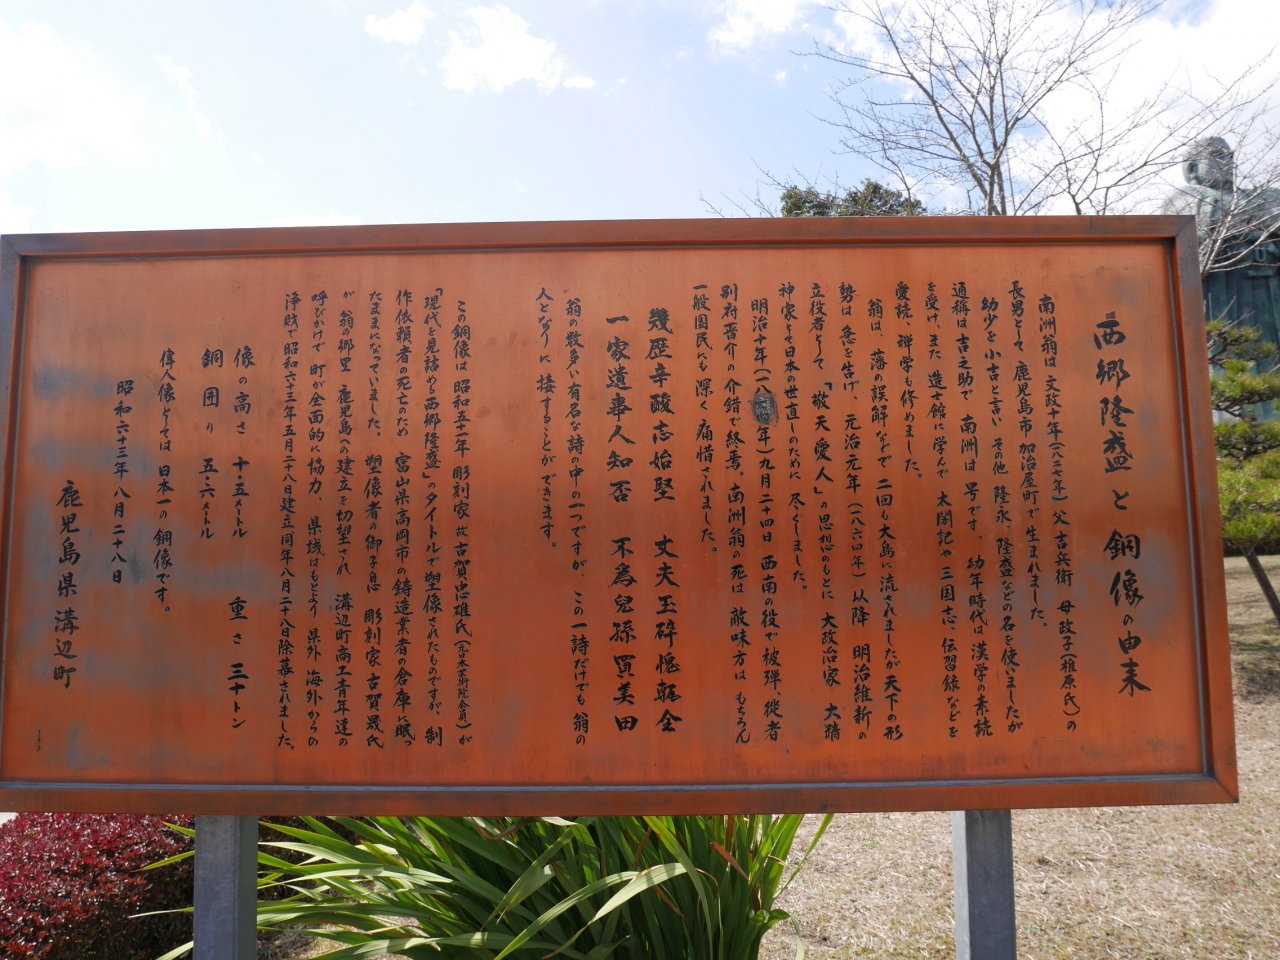 西郷隆盛と銅像の由来
南洲翁は、文政十年(一八二七年)父吉兵衛 母政子(椎原氏)の
長男として、鹿児島市加治屋町で生まれました。
幼少を小吉と言い その他、隆永、隆盛などの名を使いましたが
通称は吉之助で 南洲は号です。幼年時代は漢学の素読
を受け、また 造士館に学んで 太閤記や三国志、伝習録などを
愛読、禅学も修めました。
翁は、藩の誤解などで 二回も大島に流されましたが天下の形
勢は 急を告げ、元治元年(一八六四年)以降 明治維新の
立役者として「敬天愛人」の思想のもとに 大政治家 大精
神家として日本の世直しのために 尽くしました。
明治十年(一八 年)九月二十四日 西南の役で被弾、従者
別府晋介の介錯で終焉。南洲翁の死は 敵味方は もちろん
一般国民にも 深く痛惜されました。
幾歴辛酸志始堅 丈夫玉砕愧甎全
一家遺事人知否 不為児孫買美田
翁の数多い有名な詩の中の一つですが、この一詩だけでも 翁の
人となりに 接することができます。
この銅像は 昭和五十一年 彫刻家 故古賀忠雄氏(日本芸術院会員)が
「現代を見詰める西郷隆盛」のタイトルで塑像されたものですが、制
作依頼者の死亡のため 富山県高岡市の鋳造業者の倉庫に眠っ
たままになっていました。塑像者の御子息 彫刻家 古賀晟氏
が 翁の郷里 鹿児島への建立を切望され 溝辺町商工青年達の
呼びかけで 町が全面的に協力、県域はもとより 県外 海外からの
浄財で昭和六十三年五月二十八日建立同年八月二十八日除幕されました。
像の高さ 十・五メートル 重さ 三十トン
銅囲り 五・六メートル
偉人像としては 日本一の銅像です。
昭和六十三年八月二十八日
鹿児島県溝辺町